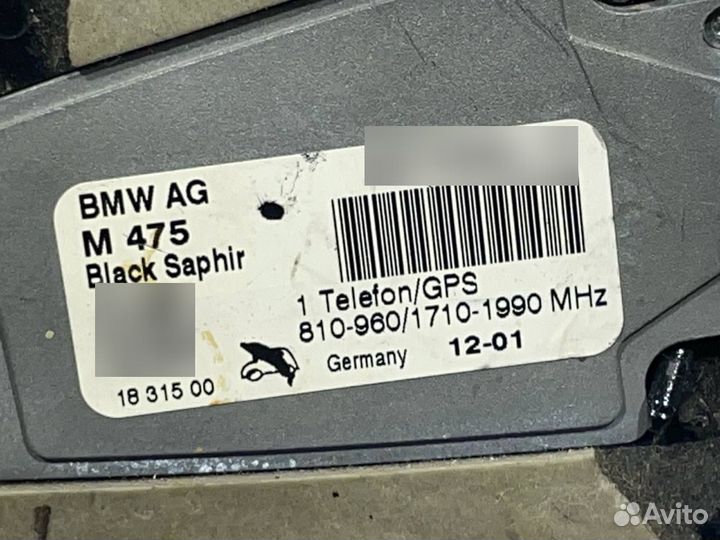 BMW AG
M 475
Black Saphir
1 Telefon/GPS
810-960/1710-1990 MHz
18 315 00
Germany 12-01
Avito